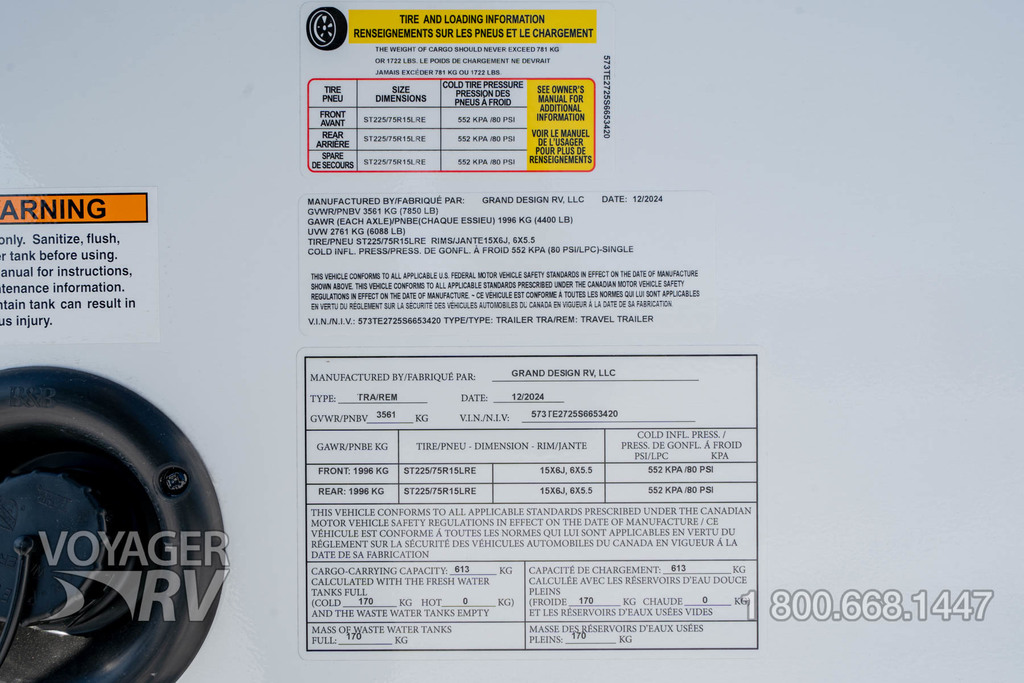 TIRE AND LOADING INFORMATION
RENSEIGNEMENTS SUR LES PNEUS ET LE CHARGEMENT
THE WEIGHT OF CARGO SHOULD NEVER EXCEED 781 KG
OR 1722 LBS. LE POIDS DE CHARGEMENT NE DEVRAIT
JAMAIS EXCÉDER 781 KG OU 1722 LBS.
TIRE PNEU SIZE DIMENSIONS COLD TIRE PRESSURE PRESSION DES PNEUS À FROID
FRONT AVANT ST225/75R15LRE 552 KPA /80 PSI
REAR ARRIÈRE ST225/75R15LRE 552 KPA /80 PSI
SPARE DE SECOURS ST225/75R15LRE 552 KPA /80 PSI
SEE OWNER'S
MANUAL FOR
ADDITIONAL
INFORMATION
VOIR LE MANUEL
DE L'USAGER
POUR PLUS DE
RENSEIGNEMENTS
573TE2725S6653420
ARNING
only. Sanitize, flush,
er tank before using.
anual for instructions,
tenance information.
ntain tank can result in
us injury.
MANUFACTURED BY/FABRIQUÉ PAR: GRAND DESIGN RV, LLC DATE: 12/2024
GVWR/PNBV 3561 KG (7850 LB)
GAWR (EACH AXLE)/PNBE(CHAQUE ESSIEU) 1996 KG (4400 LB)
UVW 2761 KG (6088 LB)
TIRE/PNEU ST225/75R15LRE RIMS/JANTE15X6J, 6X5.5
COLD INFL. PRESS/PRESS. DE GONFL. À FROID 552 KPA (80 PSI/LPC)-SINGLE
THIS VEHICLE CONFORMS TO ALL APPLICABLE U.S. FEDERAL MOTOR VEHICLE SAFETY STANDARDS IN EFFECT ON THE DATE OF MANUFACTURE
SHOWN ABOVE. THIS VEHICLE CONFORMS TO ALL APPLICABLE STANDARDS PRESCRIBED UNDER THE CANADIAN MOTOR VEHICLE SAFETY
REGULATIONS IN EFFECT ON THE DATE OF MANUFACTURE. - CE VÉHICULE EST CONFORME À TOUTES LES NORMES QUI LUI SONT APPLICABLES
EN VERTU DU RÈGLEMENT SUR LA SÉCURITÉ DES VÉHICULES AUTOMOBILES DU CANADA EN VIGUEUR À LA DATE DE SA FABRICATION.
V.I.N./N.I.V.: 573TE2725S6653420 TYPE/TYPE: TRAILER TRA/REM: TRAVEL TRAILER
MANUFACTURED BY/FABRIQUÉ PAR: GRAND DESIGN RV, LLC
TYPE: TRA/REM DATE: 12/2024
GVWR/PNBV 3561 KG V.I.N./N.I.V: 573TE2725S6653420
GAWR/PNBE KG TIRE/PNEU - DIMENSION - RIM/JANTE COLD INFL. PRESS. / PRESS. DE GONFL. À FROID PSI/LPC KPA
FRONT: 1996 KG ST225/75R15LRE 15X6J, 6X5.5 552 KPA /80 PSI
REAR: 1996 KG ST225/75R15LRE 15X6J, 6X5.5 552 KPA /80 PSI
THIS VEHICLE CONFORMS TO ALL APPLICABLE STANDARDS PRESCRIBED UNDER THE CANADIAN
MOTOR VEHICLE SAFETY REGULATIONS IN EFFECT ON THE DATE OF MANUFACTURE / CE
VÉHICULE EST CONFORME À TOUTES LES NORMES QUI LUI SONT APPLICABLES EN VERTU DU
RÉGLEMENT SUR LA SÉCURITÉ DES VÉHICULES AUTOMOBILES DU CANADA EN VIGUEUR À LA
DATE DE SA FABRICATION
CARGO-CARRYING CAPACITY: 613 KG
CALCULATED WITH THE FRESH WATER
TANKS FULL
(COLD 170 KG HOT 0 KG)
AND THE WASTE WATER TANKS EMPTY
CAPACITÉ DE CHARGEMENT: 613 KG
CALCULÉE AVEC LES RÉSERVOIRS D'EAU DOUCE
PLEINS
(FROIDE 170 KG CHAUDE 0 KG)
ET LES RÉSERVOIRS D'EAUX USÉES VIDES
MASS OF WASTE WATER TANKS
FULL: 170 KG
MASSE DES RÉSERVOIRS D'EAUX USÉES
PLEINS: 170 KG
VOYAGER
RV
1 800.668.1447